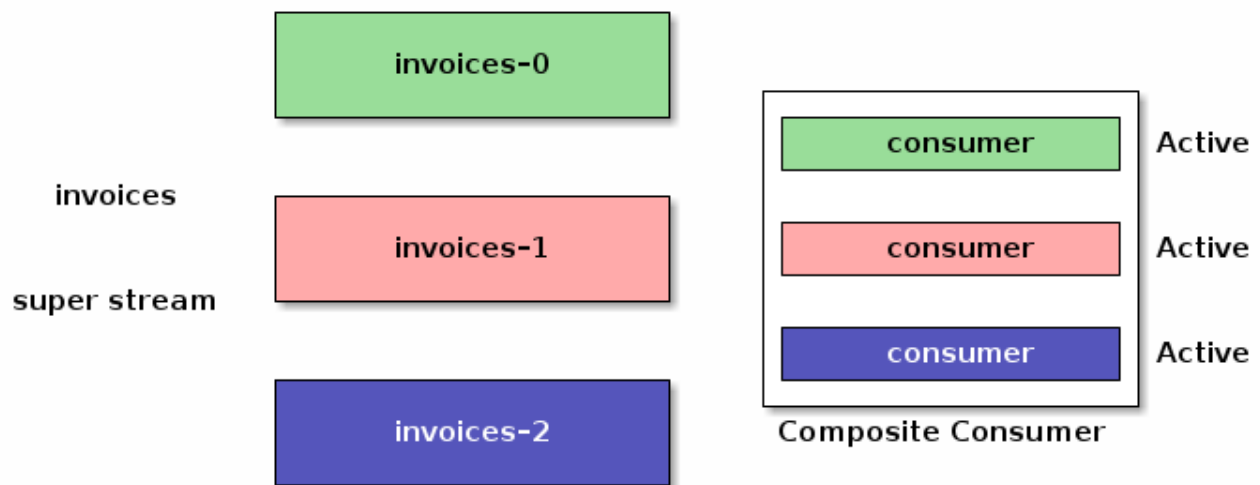 invoices
super stream
invoices-0
invoices-1
invoices-2
consumer Active
consumer Active
consumer Active
Composite Consumer